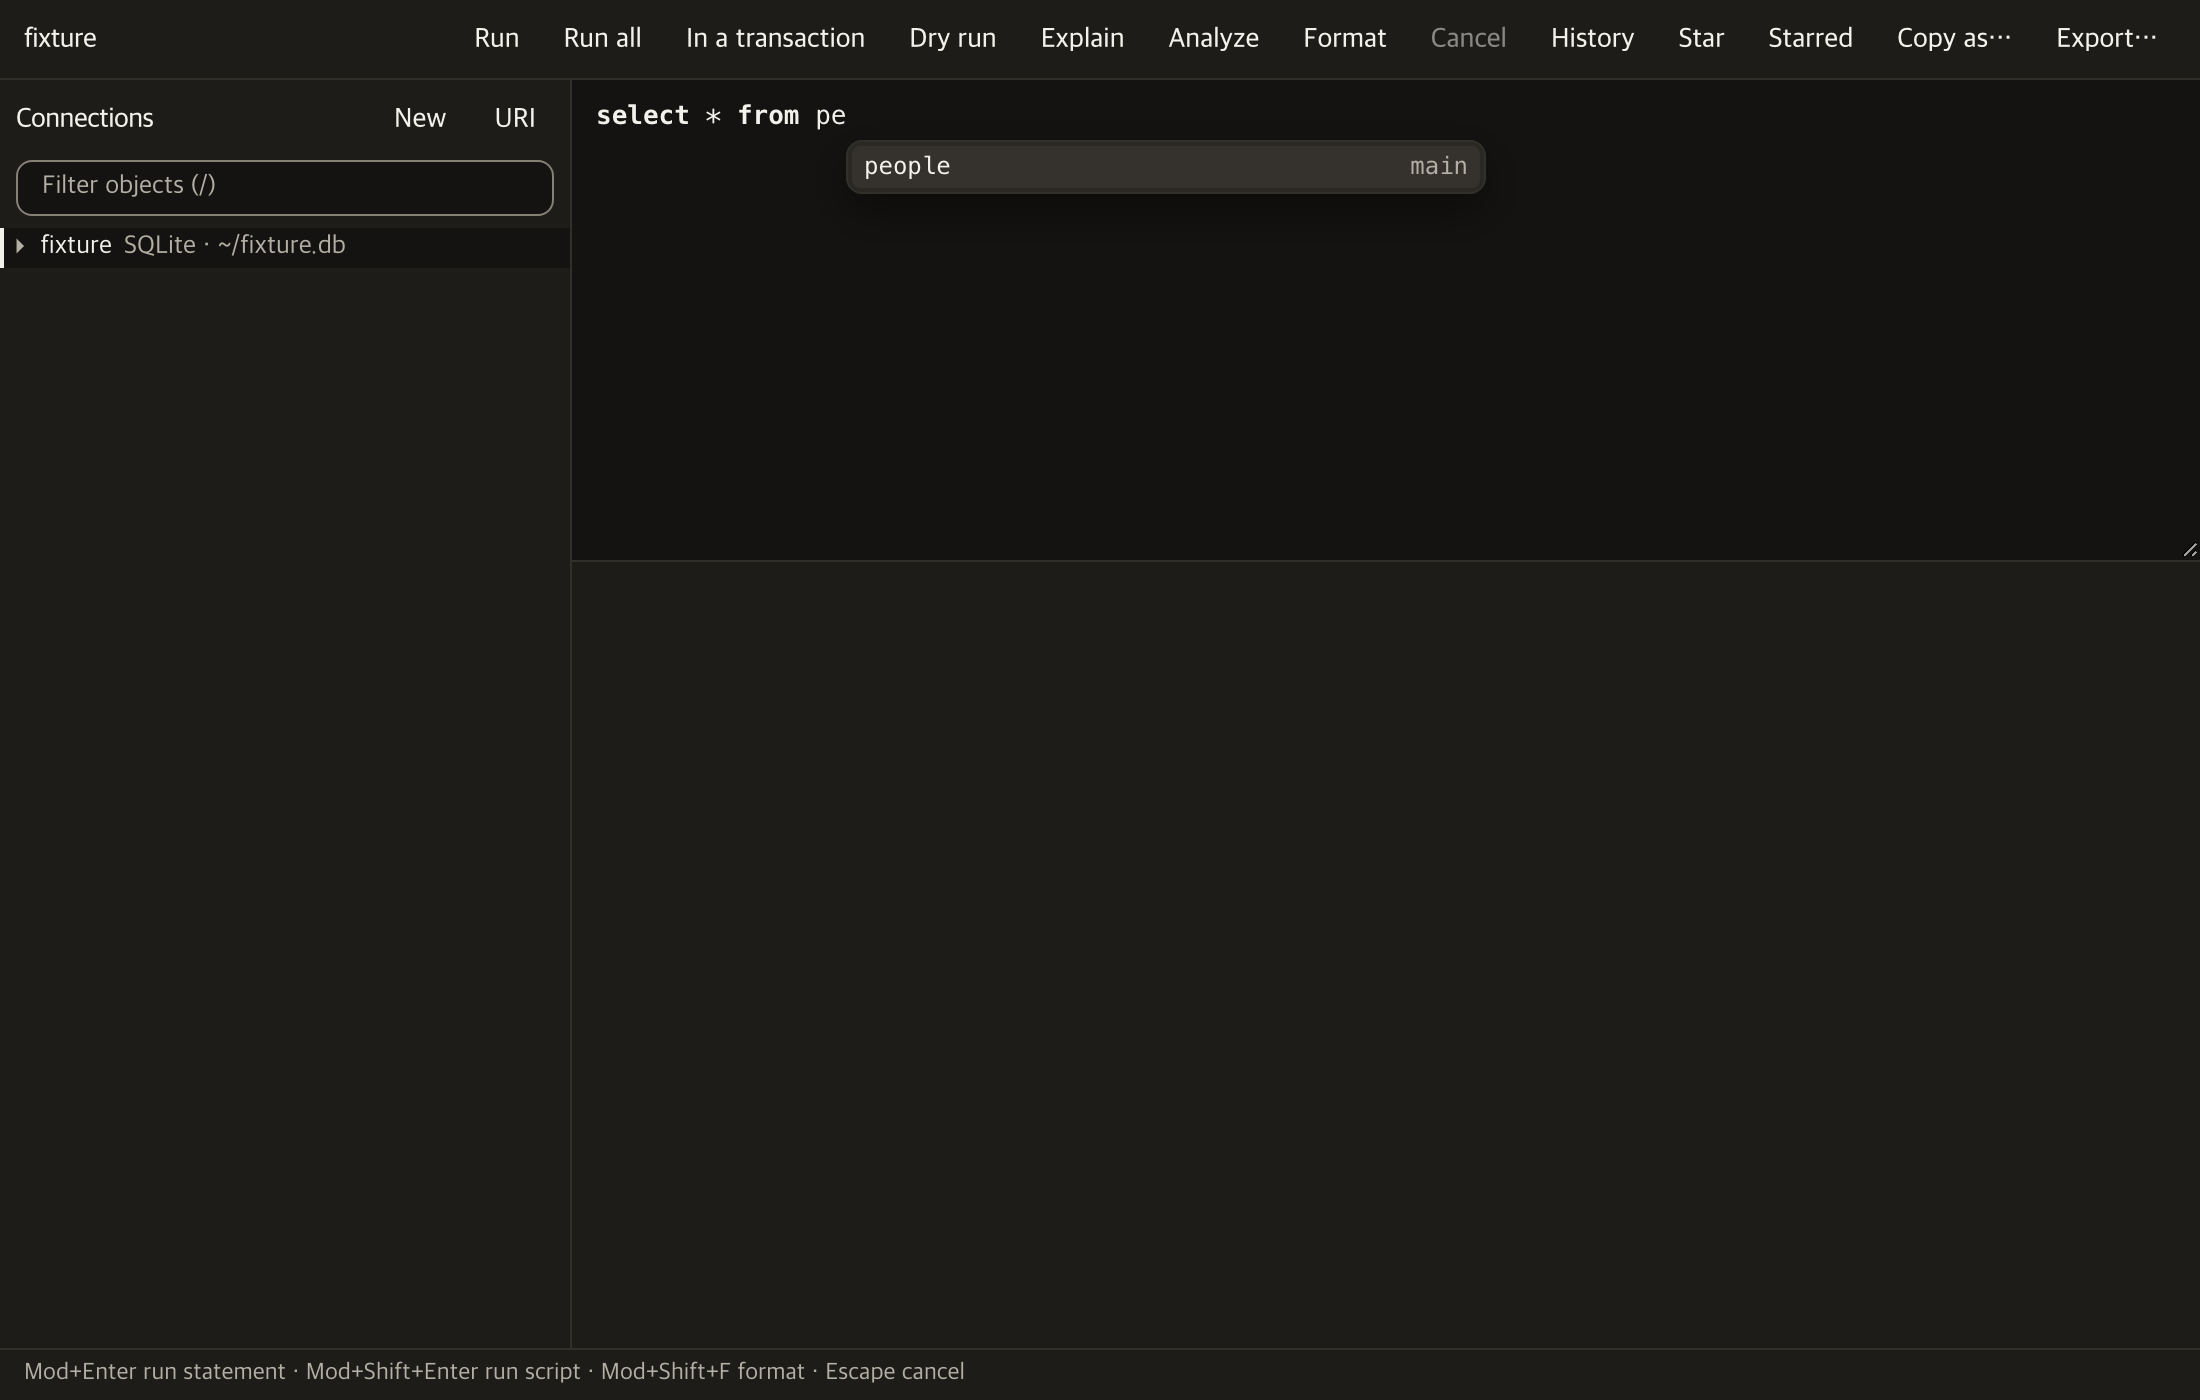 fixture Run Run all In a transaction Dry run Explain Analyze Format Cancel History Star Starred Copy as… Export…
Connections New URI
Filter objects (/)
fixture SQLite · ~/fixture.db
select * from pe
people main
Mod+Enter run statement · Mod+Shift+Enter run script · Mod+Shift+F format · Escape cancel